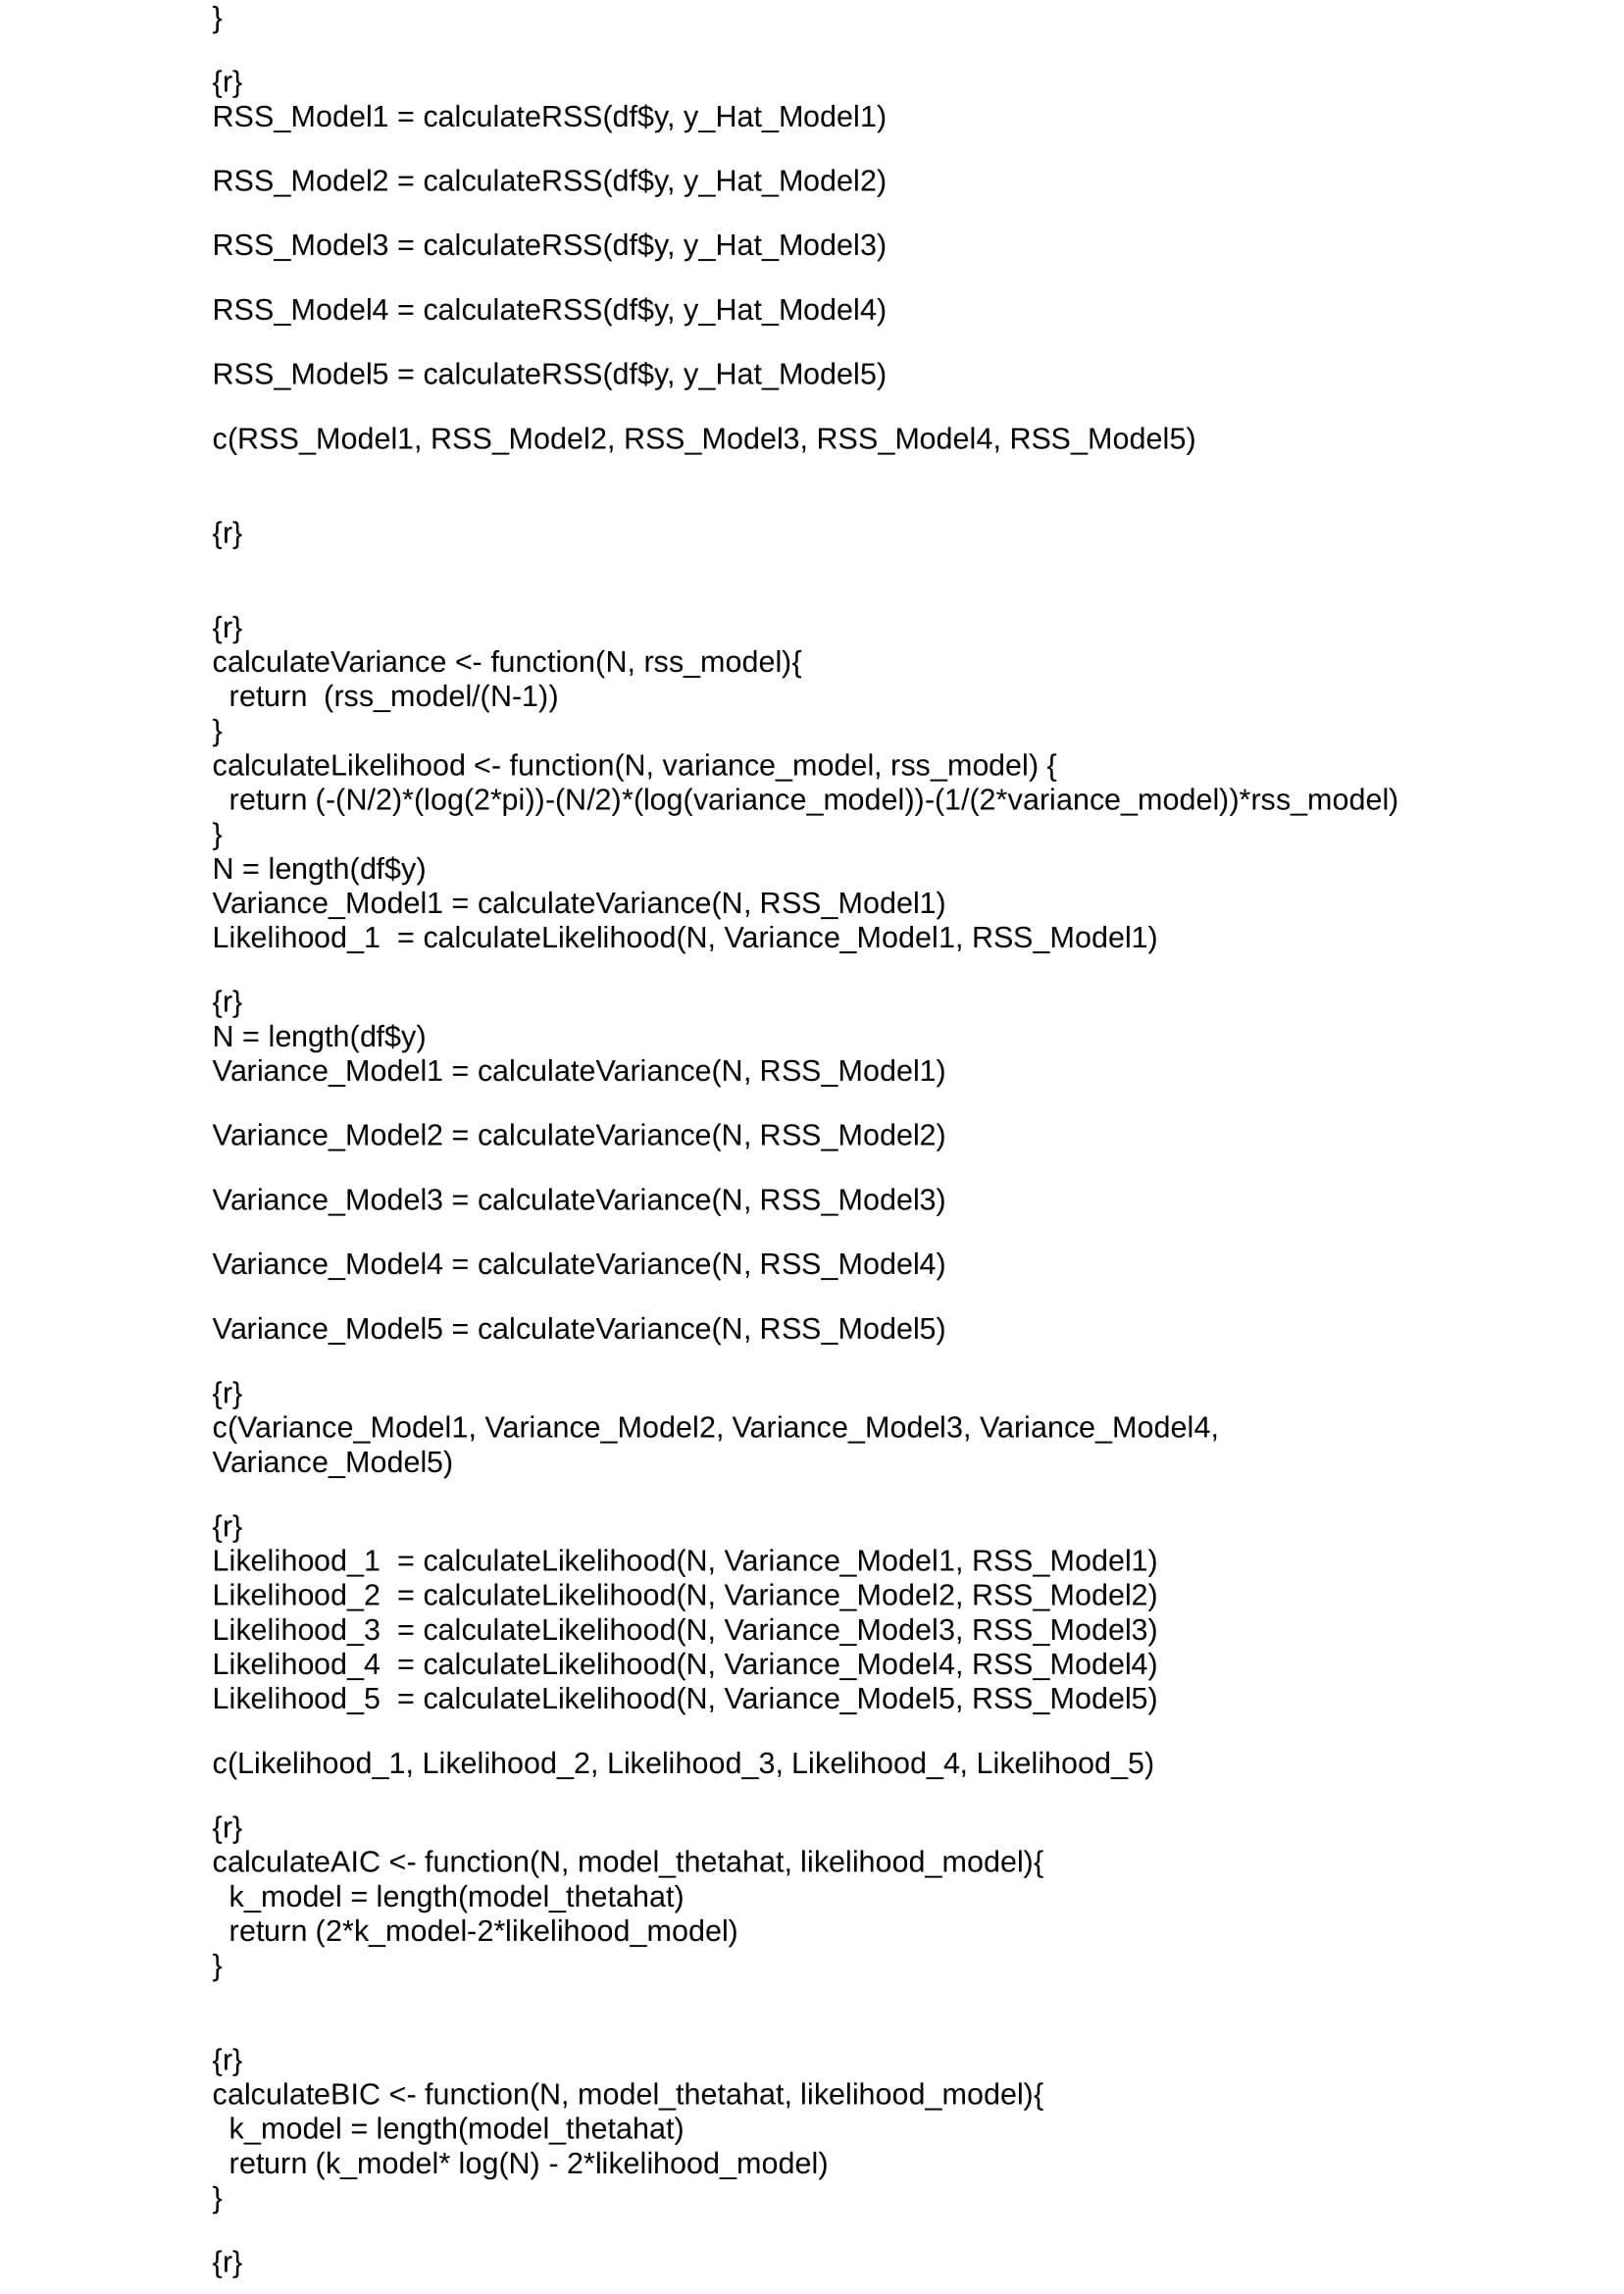 }
{r}
RSS_Model1 = calculateRSS(df$y, y_Hat_Model1)
RSS_Model2 = calculateRSS(df$y, y_Hat_Model2)
RSS_Model3 = calculateRSS(df$y, y_Hat_Model3)
RSS_Model4 = calculateRSS(df$y, y_Hat_Model4)
RSS_Model5 = calculateRSS(df$y, y_Hat_Model5)
c(RSS_Model1, RSS_Model2, RSS_Model3, RSS_Model4, RSS_Model5)
{r}
{r}
calculateVariance <- function(N, rss_model){
  return  (rss_model/(N-1))
}
calculateLikelihood <- function(N, variance_model, rss_model) {
  return (-(N/2)*(log(2*pi))-(N/2)*(log(variance_model))-(1/(2*variance_model))*rss_model)
}
N = length(df$y)
Variance_Model1 = calculateVariance(N, RSS_Model1)
Likelihood_1  = calculateLikelihood(N, Variance_Model1, RSS_Model1)
{r}
N = length(df$y)
Variance_Model1 = calculateVariance(N, RSS_Model1)
Variance_Model2 = calculateVariance(N, RSS_Model2)
Variance_Model3 = calculateVariance(N, RSS_Model3)
Variance_Model4 = calculateVariance(N, RSS_Model4)
Variance_Model5 = calculateVariance(N, RSS_Model5)
{r}
c(Variance_Model1, Variance_Model2, Variance_Model3, Variance_Model4,
Variance_Model5)
{r}
Likelihood_1  = calculateLikelihood(N, Variance_Model1, RSS_Model1)
Likelihood_2  = calculateLikelihood(N, Variance_Model2, RSS_Model2)
Likelihood_3  = calculateLikelihood(N, Variance_Model3, RSS_Model3)
Likelihood_4  = calculateLikelihood(N, Variance_Model4, RSS_Model4)
Likelihood_5  = calculateLikelihood(N, Variance_Model5, RSS_Model5)
c(Likelihood_1, Likelihood_2, Likelihood_3, Likelihood_4, Likelihood_5)
{r}
calculateAIC <- function(N, model_thetahat, likelihood_model){
  k_model = length(model_thetahat)
  return (2*k_model-2*likelihood_model)
}
{r}
calculateBIC <- function(N, model_thetahat, likelihood_model){
  k_model = length(model_thetahat)
  return (k_model* log(N) - 2*likelihood_model)
}
{r}